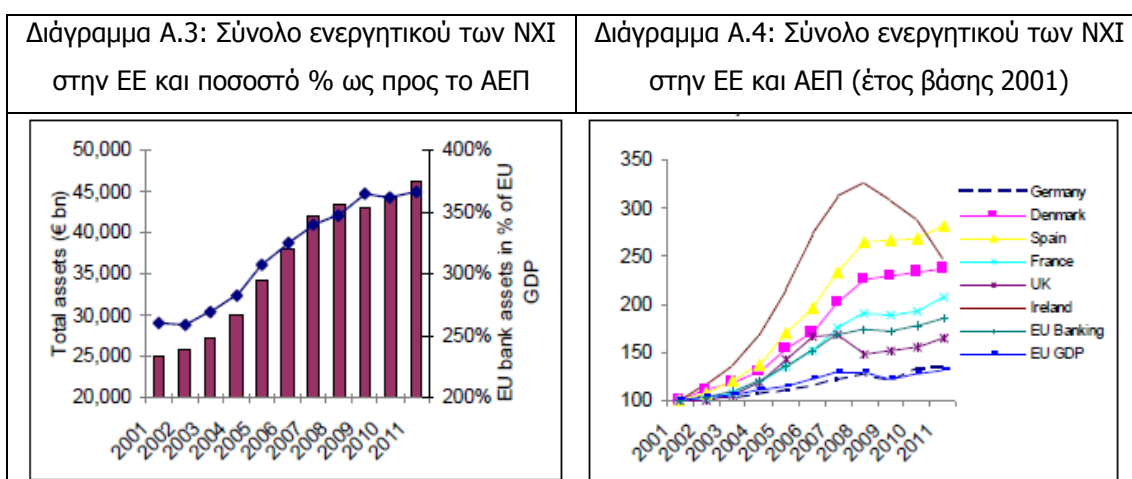 Διάγραμμα Α.3: Σύνολο ενεργητικού των ΝΧΙ
στην ΕΕ και ποσοστό % ως προς το ΑΕΠ
Διάγραμμα Α.4: Σύνολο ενεργητικού των ΝΧΙ
στην ΕΕ και ΑΕΠ (έτος βάσης 2001)
Total assets (€ bn)
50,000
45,000
40,000
35,000
30,000
25,000
20,000
400%
350%
300%
250%
200%
EU bank assets in % of EU
GDP
2001
2002
2003
2004
2005
2006
2007
2008
2009
2010
2011
350
300
250
200
150
100
2001
2002
2003
2004
2005
2006
2007
2008
2009
2010
2011
Germany
Denmark
Spain
France
UK
Ireland
EU Banking
EU GDP